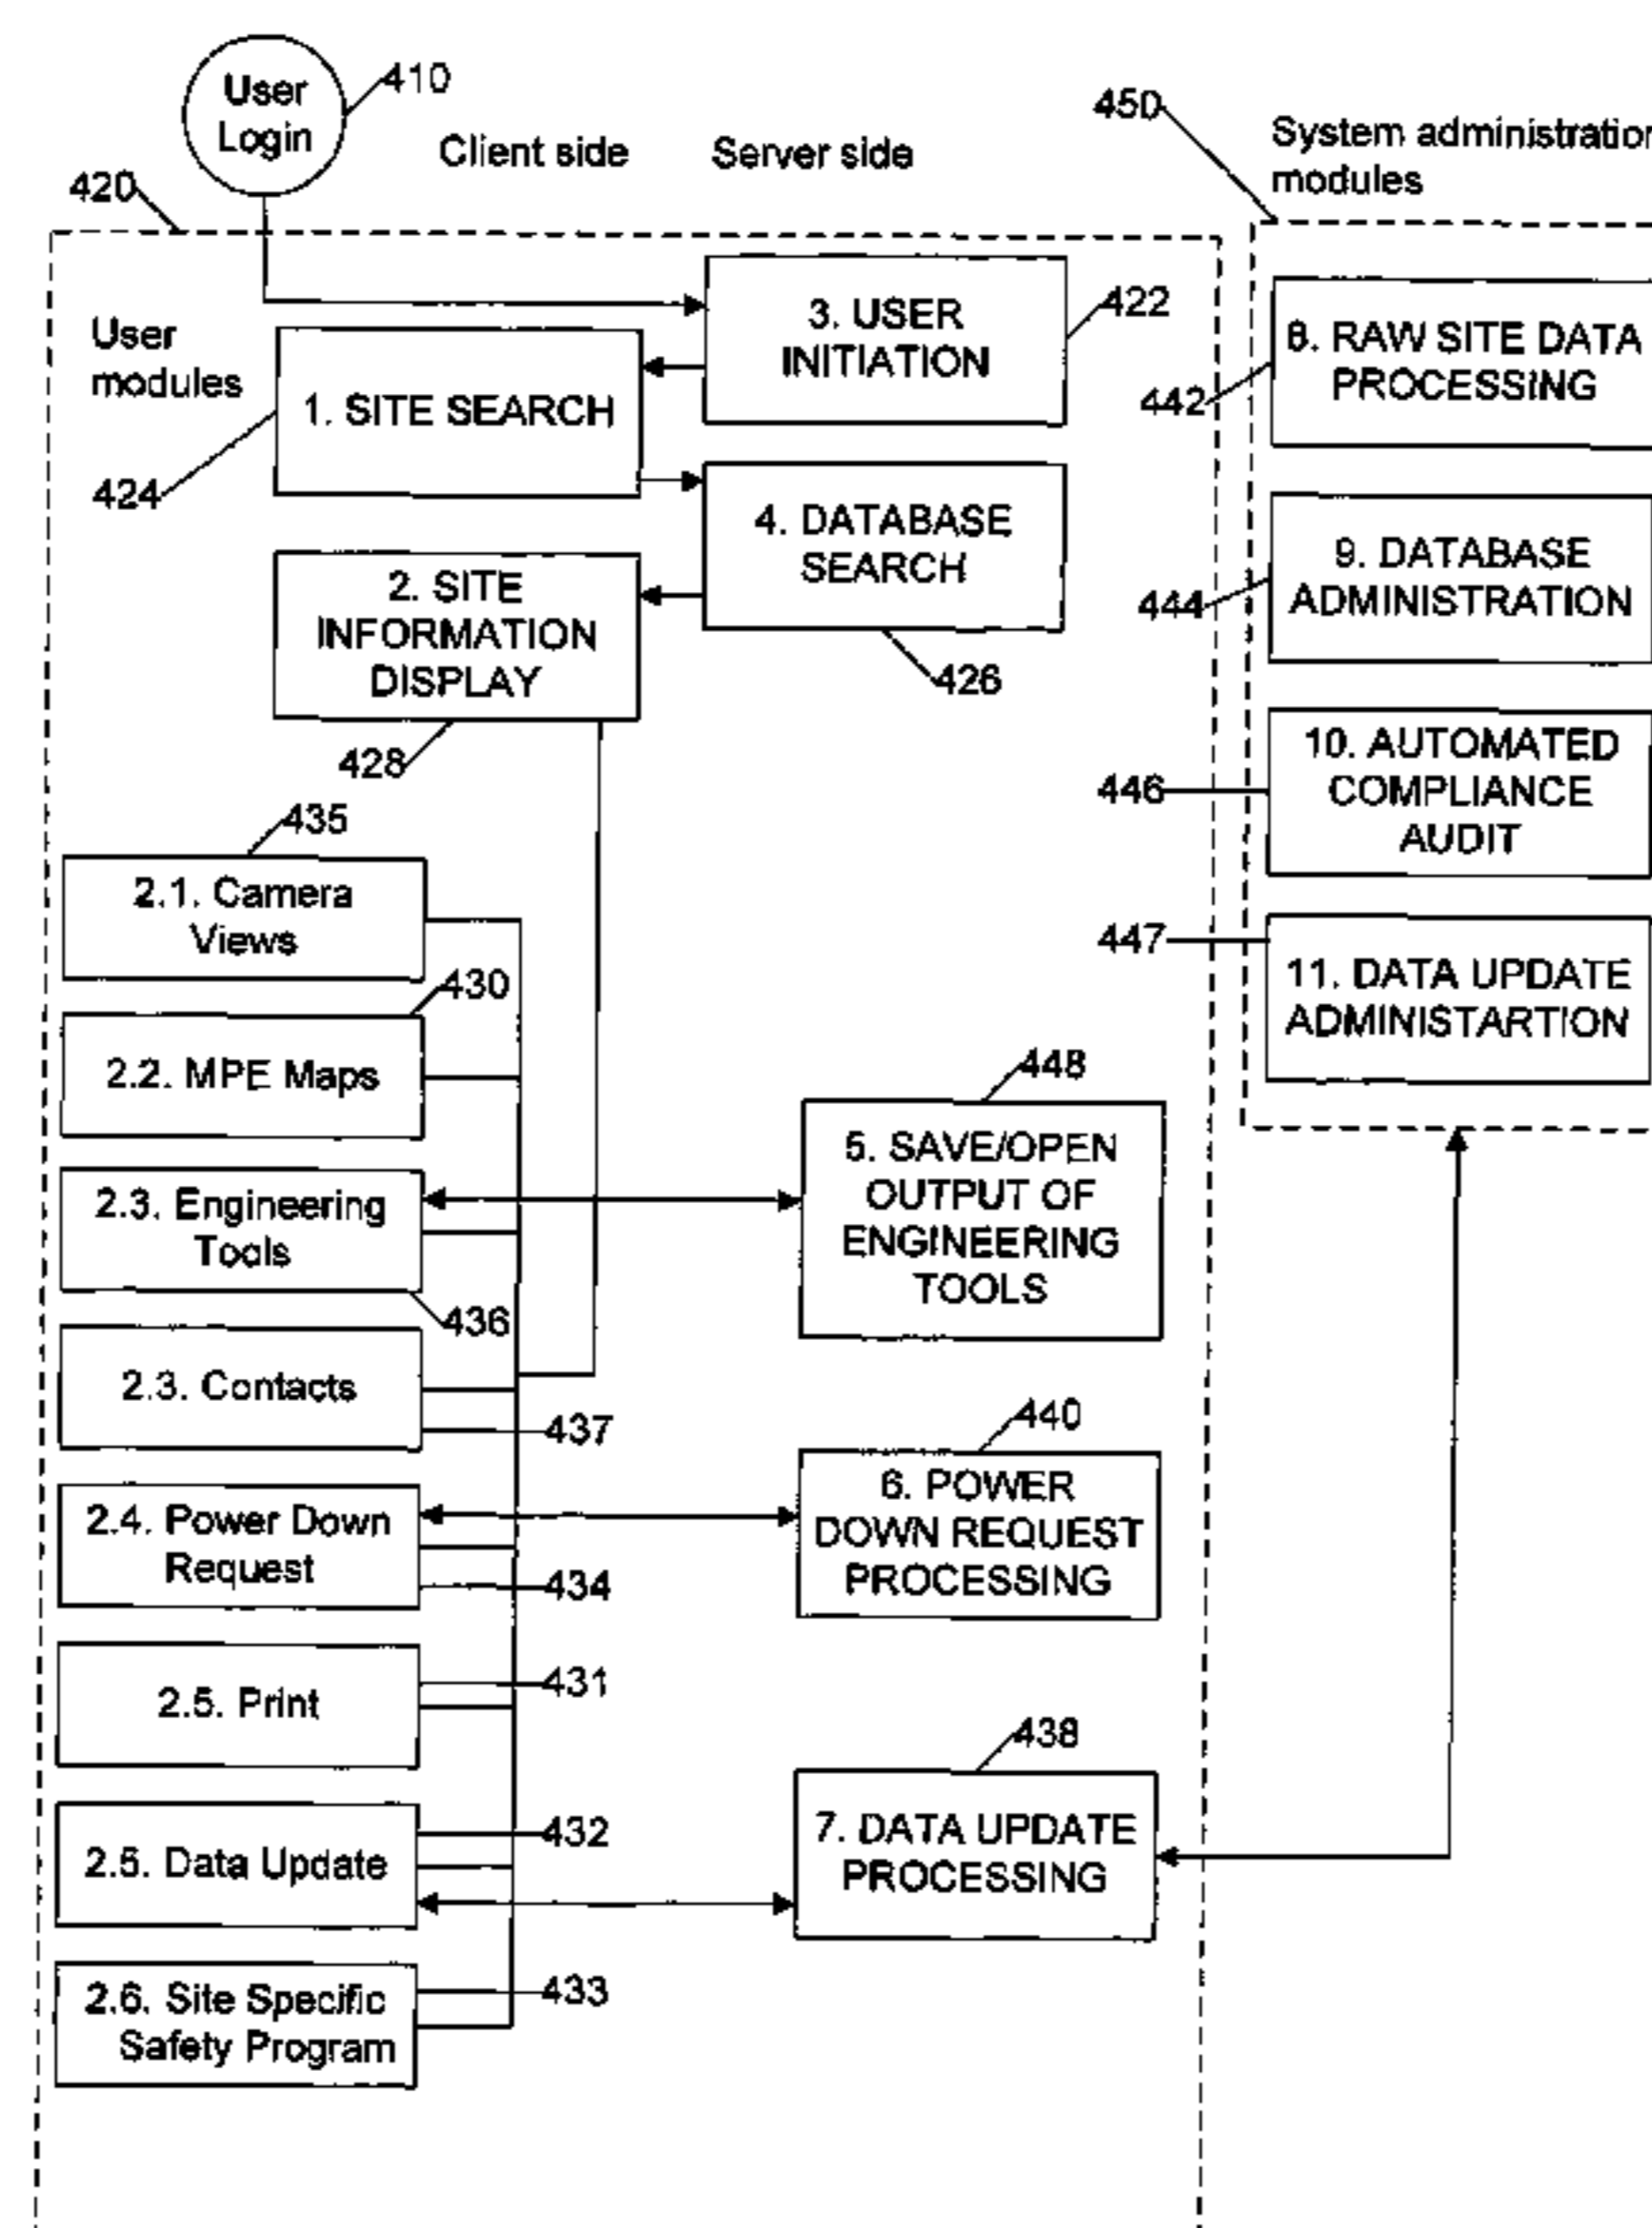 User
Login
410
Client side
Server side
420
450
System administration
modules
User
modules
3. USER
INITIATION
422
1. SITE SEARCH
424
4. DATABASE
SEARCH
426
2. SITE
INFORMATION
DISPLAY
428
8. RAW SITE DATA
PROCESSING
442
9. DATABASE
ADMINISTRATION
444
10. AUTOMATED
COMPLIANCE
AUDIT
446
11. DATA UPDATE
ADMINISTARTION
447
435
2.1. Camera
Views
430
2.2. MPE Maps
2.3. Engineering
Tools
436
448
5. SAVE/OPEN
OUTPUT OF
ENGINEERING
TOOLS
2.3. Contacts
437
440
6. POWER
DOWN REQUEST
PROCESSING
2.4. Power Down
Request
434
2.5. Print
431
438
7. DATA UPDATE
PROCESSING
2.5. Data Update
432
2.6. Site Specific
Safety Program
433